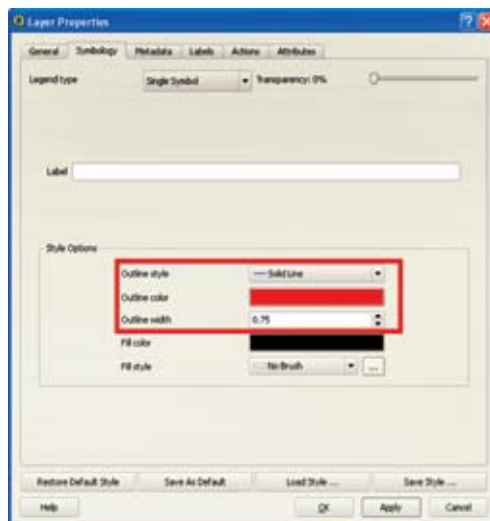 Layer Properties
General Symbology Metadata Labels Actions Attributes
Legend type Single Symbol Transparency: 0%
Label
Style Options
Outline style Solid Line
Outline color
Outline width 0.75
Fill color
Fill style No Brush ...
Restore Default Style Save As Default Load Style ... Save Style ...
Help OK Apply Cancel